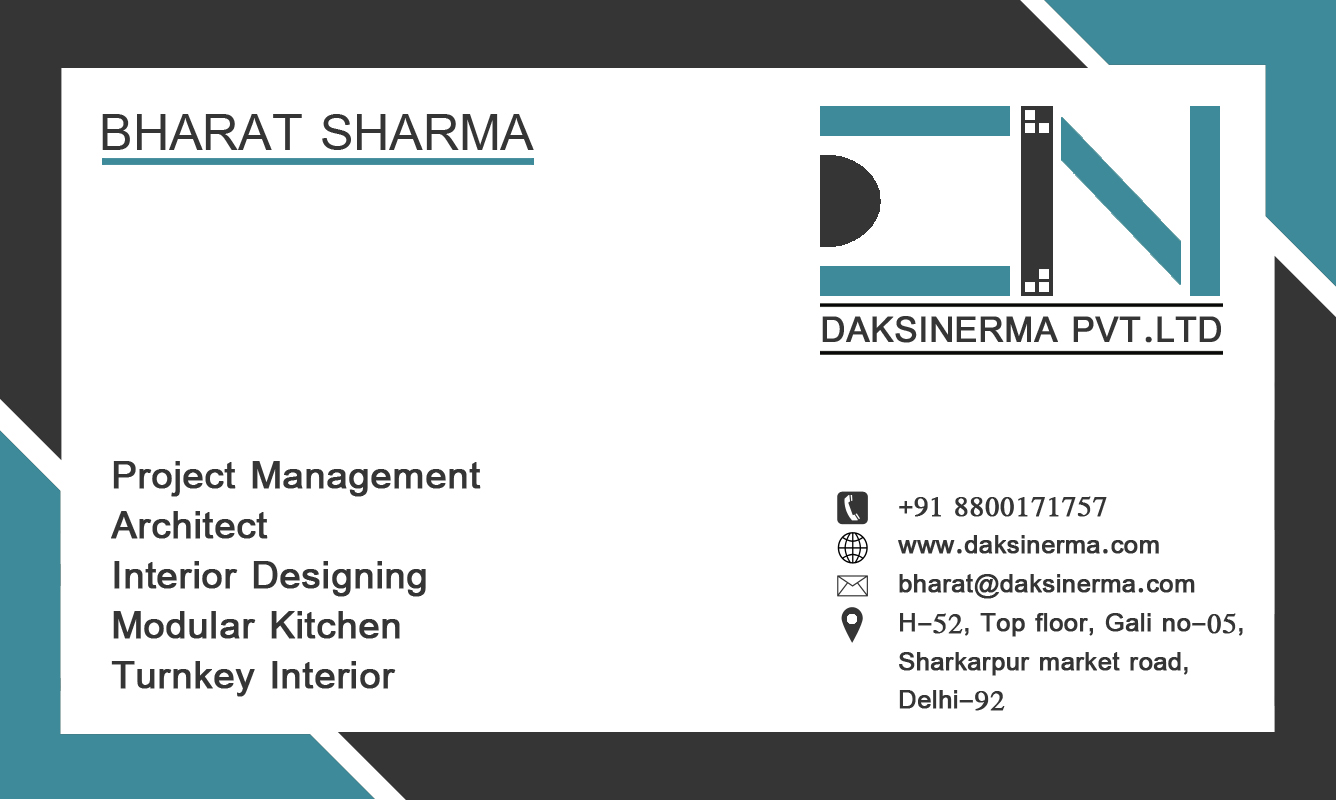 BHARAT SHARMA
DAKSINERMA PVT.LTD
Project Management
Architect
Interior Designing
Modular Kitchen
Turnkey Interior
+91 8800171757
www.daksinerma.com
bharat@daksinerma.com
H-52, Top floor, Gali no-05,
Sharkarpur market road,
Delhi-92